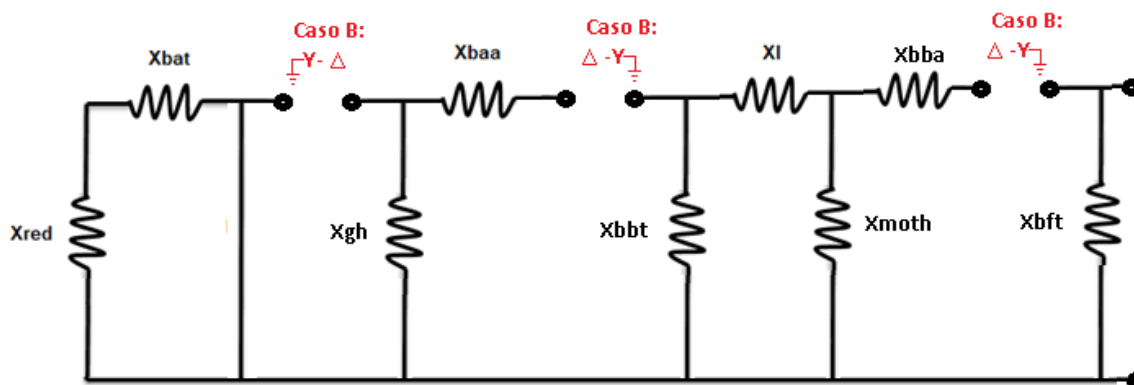 Xbat
Caso B:
Y- Δ
Xbaa
Caso B:
Δ -Y
Xl
Xbba
Caso B:
Δ -Y
Xred
Xgh
Xbbt
Xmoth
Xbft